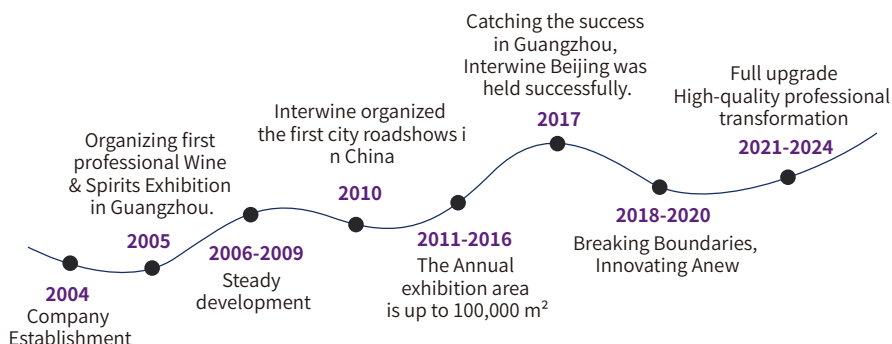 2004
Company
Establishment
Organizing first
professional Wine
& Spirits Exhibition
in Guangzhou.
2005
2006-2009
Steady
development
Interwine organized
the first city roadshows i
n China
2010
2011-2016
The Annual
exhibition area
is up to 100,000 m²
Catching the success
in Guangzhou,
Interwine Beijing was
held successfully.
2017
2018-2020
Breaking Boundaries,
Innovating Anew
Full upgrade
High-quality professional
transformation
2021-2024